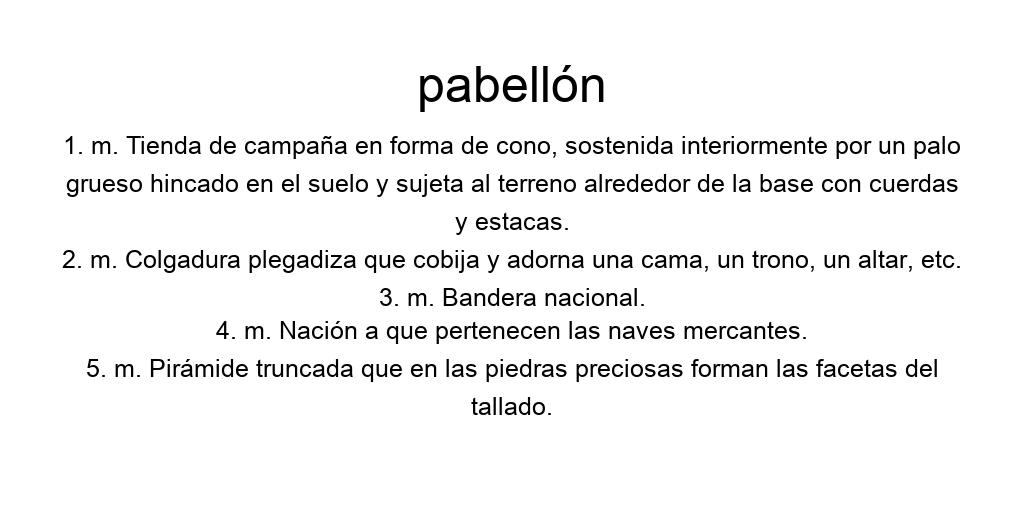 pabellón
1. m. Tienda de campaña en forma de cono, sostenida interiormente por un palo
grueso hincado en el suelo y sujeta al terreno alrededor de la base con cuerdas
y estacas.
2. m. Colgadura plegadiza que cobija y adorna una cama, un trono, un altar, etc.
3. m. Bandera nacional.
4. m. Nación a que pertenecen las naves mercantes.
5. m. Pirámide truncada que en las piedras preciosas forman las facetas del
tallado.